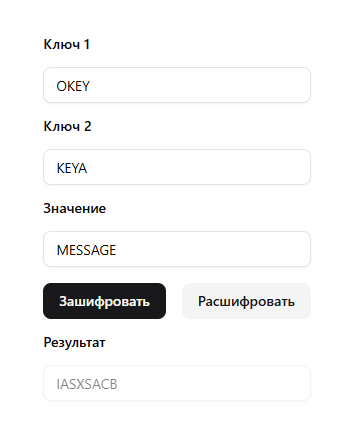 Ключ 1
OKEY
Ключ 2
KEYA
Значение
MESSAGE
Зашифровать
Расшифровать
Результат
IASXSACB